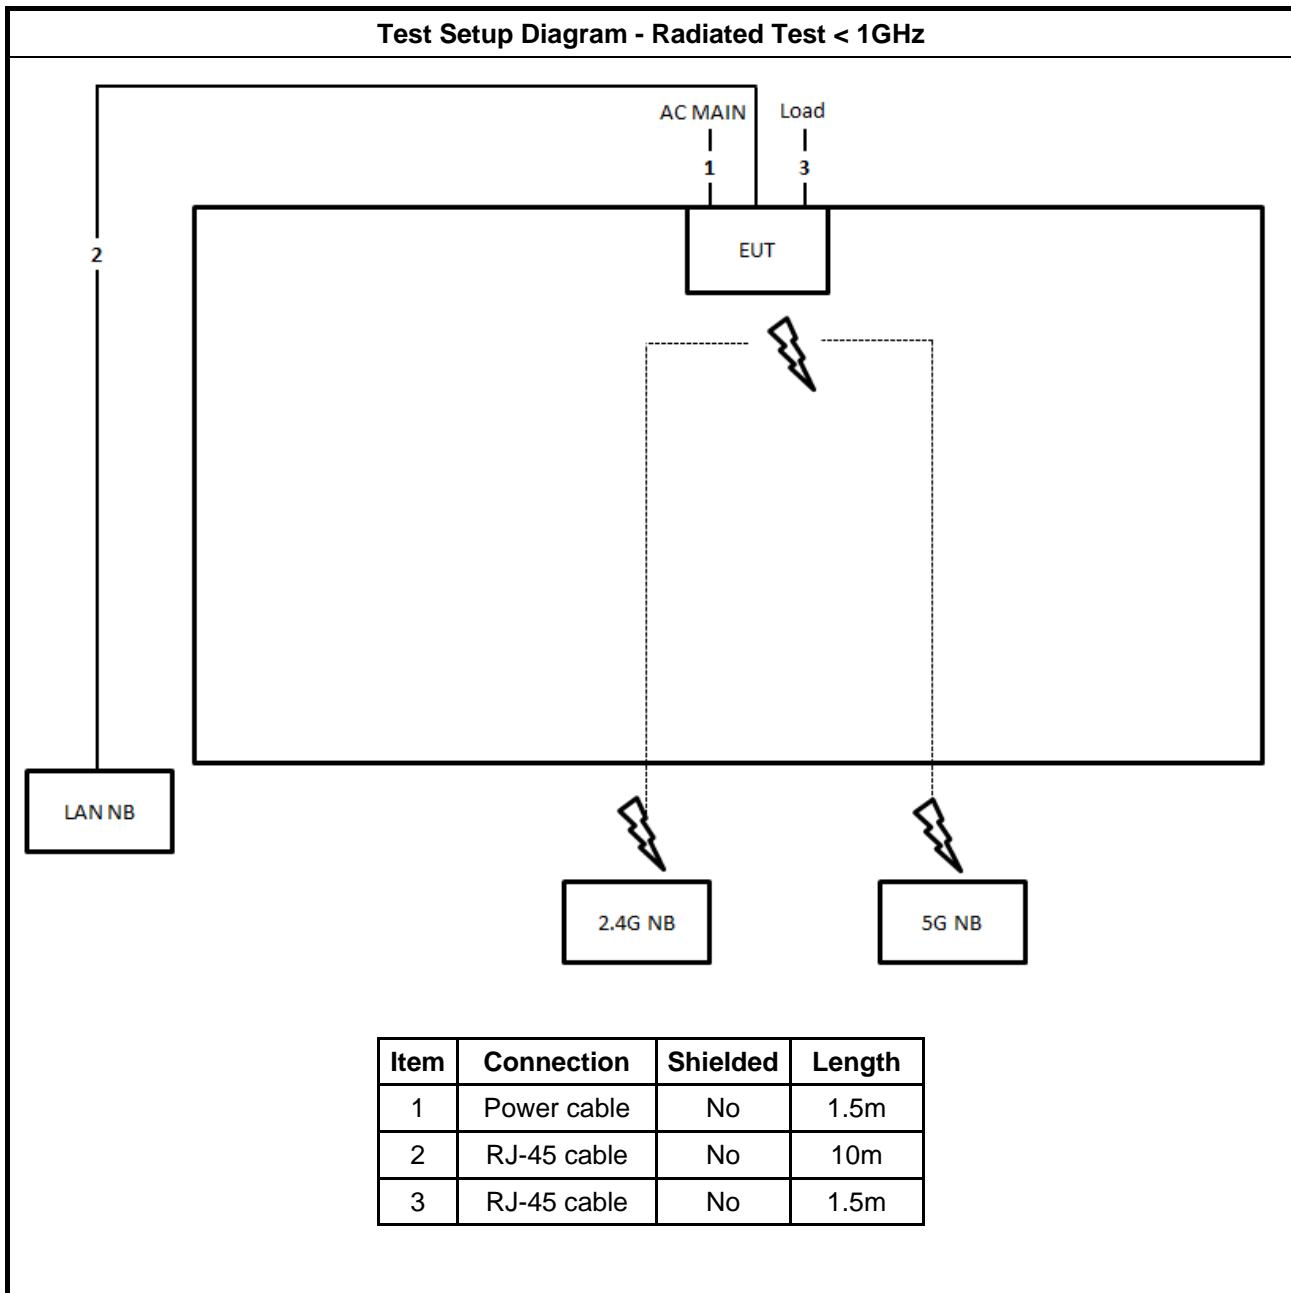 Test Setup Diagram - Radiated Test < 1GHz
AC MAIN Load
1 3
2
EUT
LAN NB
2.4G NB 5G NB
Item Connection Shielded Length
1 Power cable No 1.5m
2 RJ-45 cable No 10m
3 RJ-45 cable No 1.5m